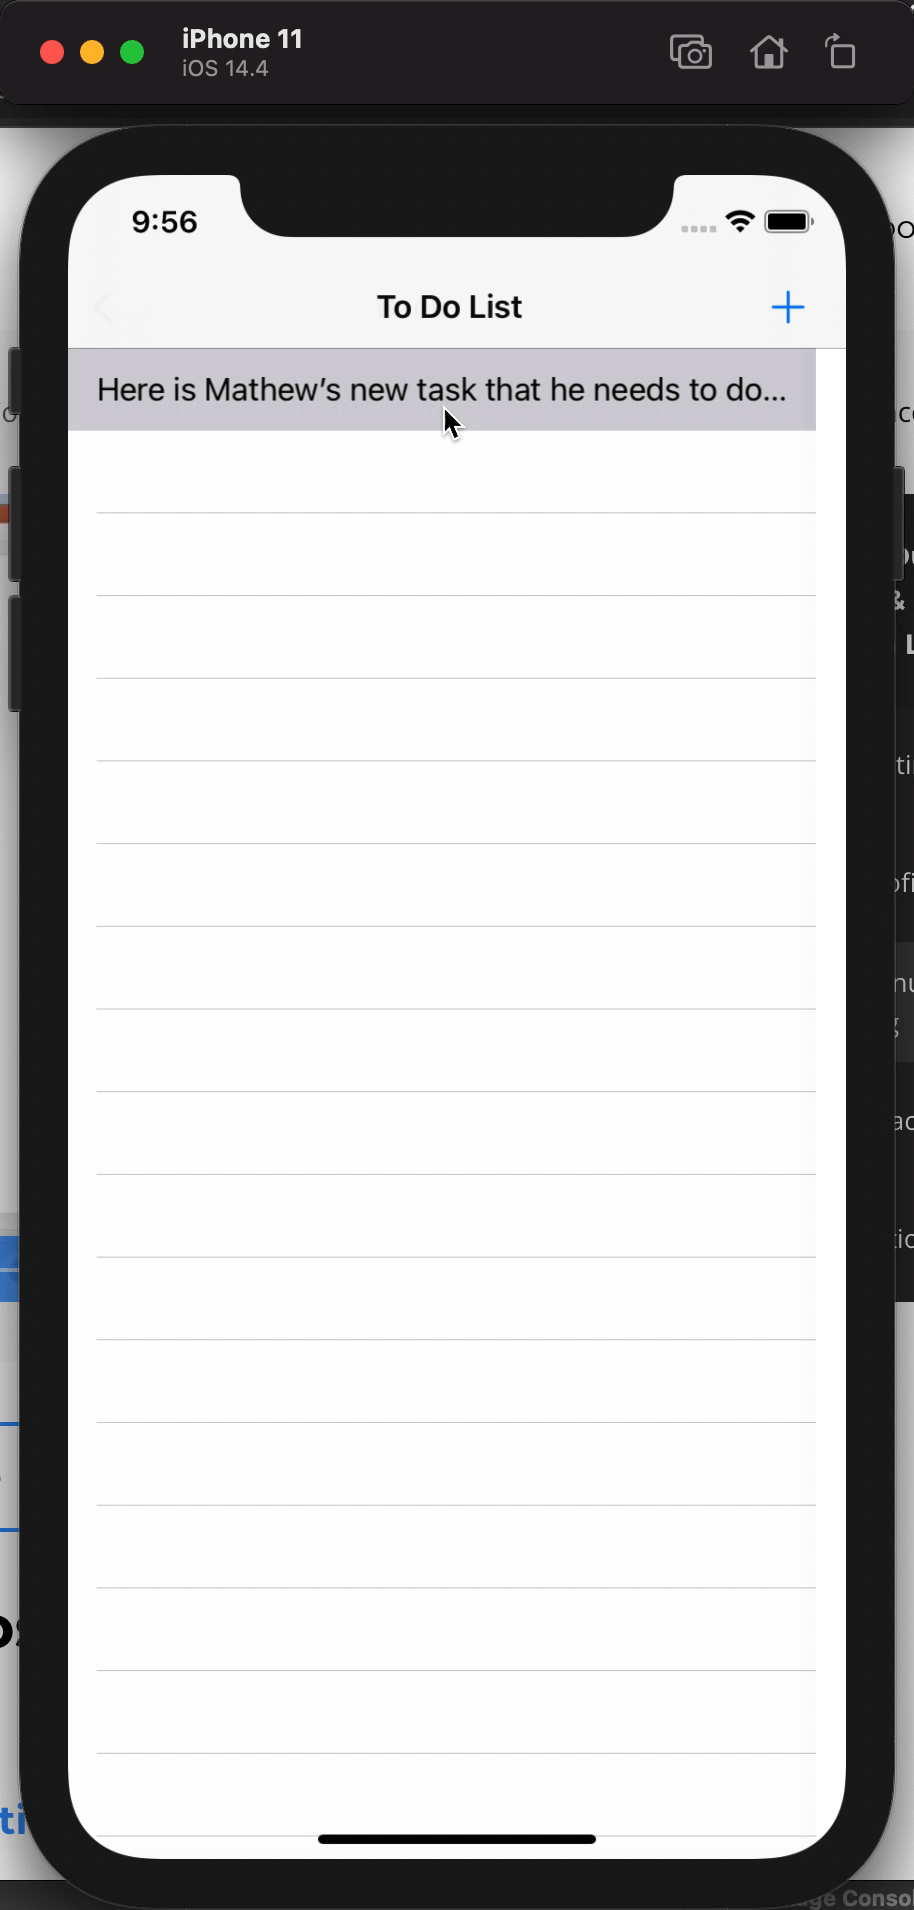 iPhone 11
iOS 14.4
9:56
To Do List
Here is Mathew’s new task that he needs to do...